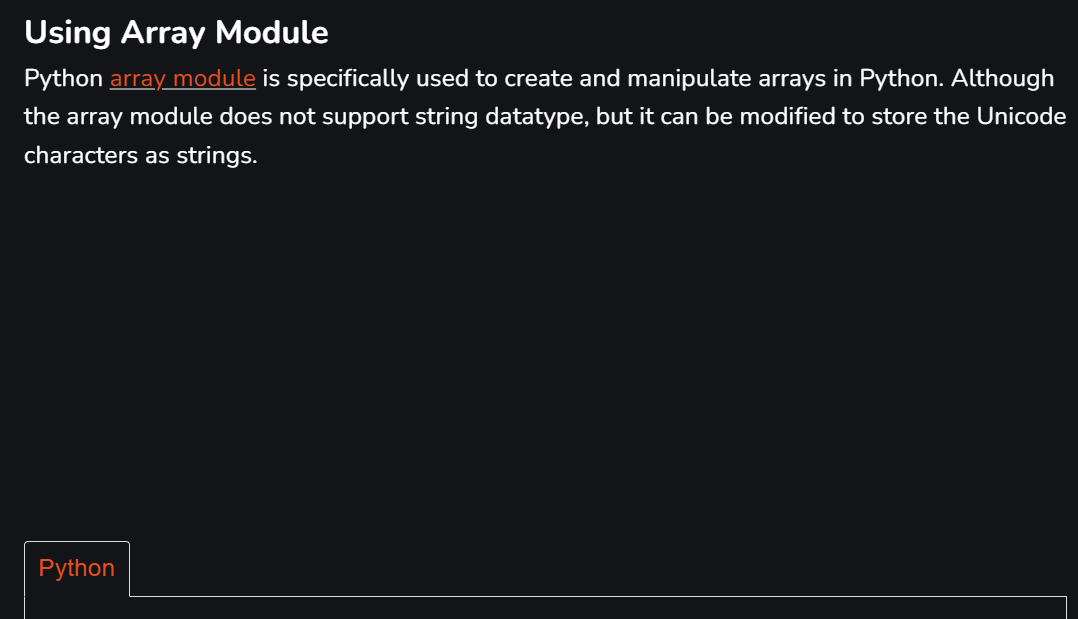 Using Array Module
Python array module is specifically used to create and manipulate arrays in Python. Although
the array module does not support string datatype, but it can be modified to store the Unicode
characters as strings.
Python